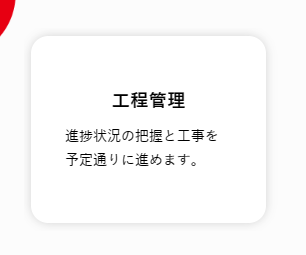 工程管理
進捗状況の把握と工事を
予定通りに進めます。